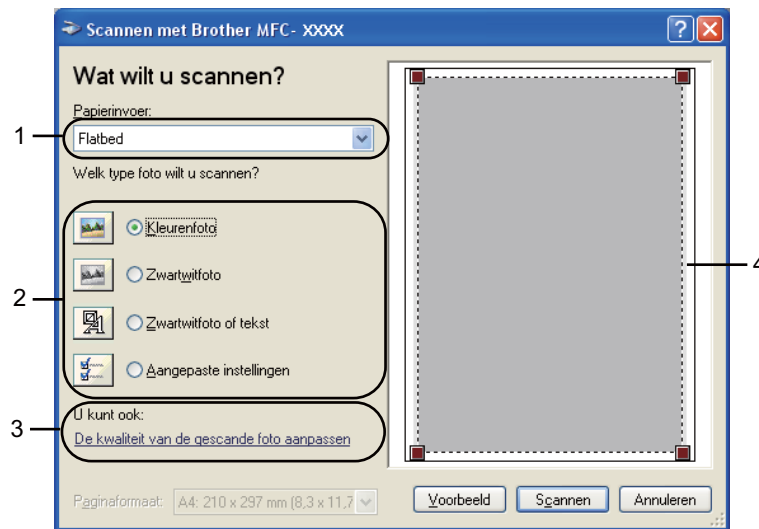 Scannen met Brother MFC- XXXX
Wat wilt u scannen?
Papierinvoer:
1
Flatbed
Welk type foto wilt u scannen?
Kleurenfoto
Zwartwitfoto
4
2
Zwartwitfoto of tekst
Aangepaste instellingen
U kunt ook:
3
De kwaliteit van de gescande foto aanpassen
Paginaformaat: A4: 210 x 297 mm (8,3 x 11,7
Voorbeeld Scannen Annuleren